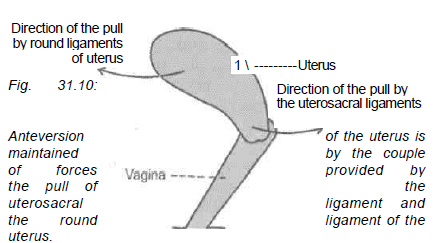 Direction of the pull
by round ligaments
of uterus
1 \ ---------Uterus
Direction of the pull by
the uterosacral ligaments
Vagina ---
Fig. 31.10:
Anteversion of the uterus is
maintained by the couple
of forces provided by
the pull of the
uterosacral ligament and
the round ligament of the
uterus.